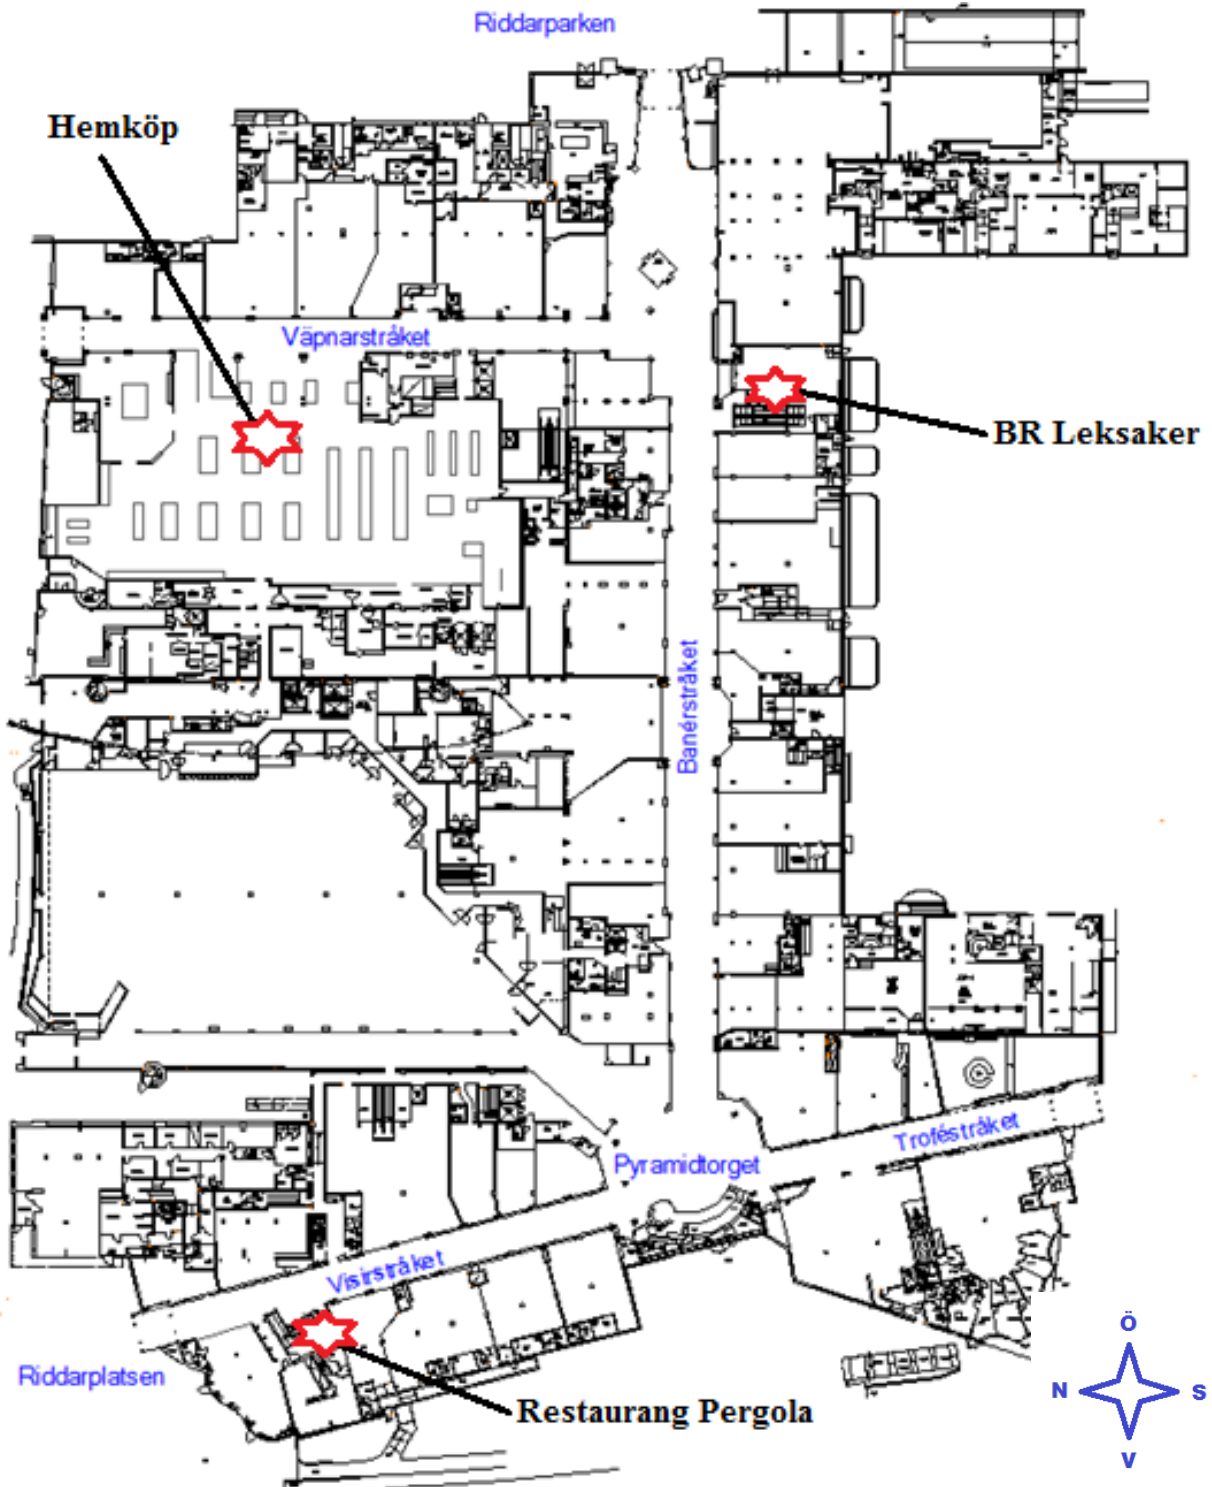 Riddarparken
Hemköp
Väpnarstråket
BR Leksaker
Banérstråket
Troféstråket
Pyramidtorget
Visirstråket
Riddarplatsen
Restaurang Pergola
Ö
N
S
V